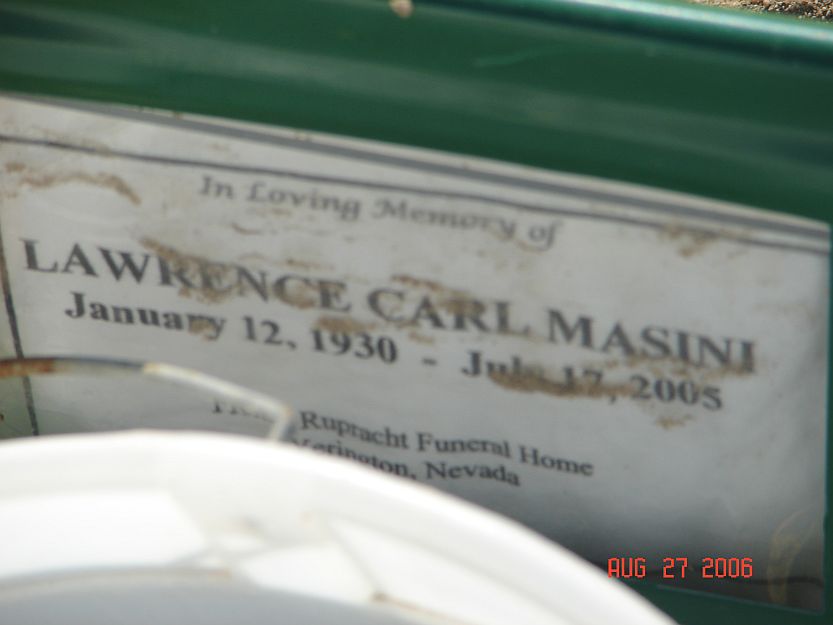 In Loving Memory of
LAWRENCE CARL MASINI
January 12, 1930 - July 17, 2005
Rupracht Funeral Home
Yerington, Nevada
AUG 27 2006